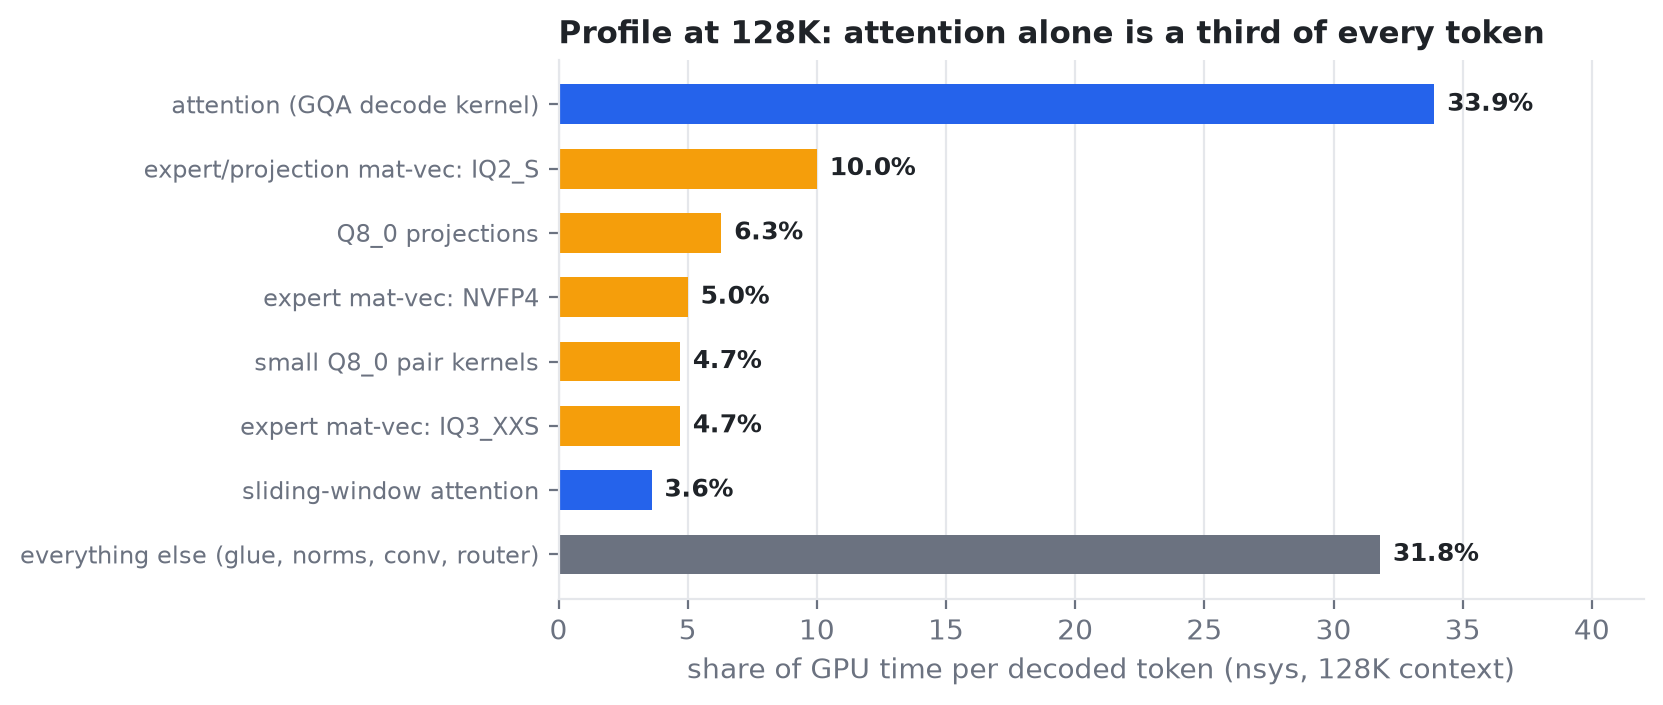 Profile at 128K: attention alone is a third of every token
attention (GQA decode kernel)
33.9%
expert/projection mat-vec: IQ2_S
10.0%
Q8_0 projections
6.3%
expert mat-vec: NVFP4
5.0%
small Q8_0 pair kernels
4.7%
expert mat-vec: IQ3_XXS
4.7%
sliding-window attention
3.6%
everything else (glue, norms, conv, router)
31.8%
0 5 10 15 20 25 30 35 40
share of GPU time per decoded token (nsys, 128K context)